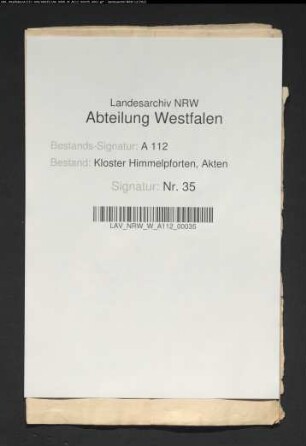 Landesarchiv NRW
Abteilung Westfalen
Bestands-Signatur: A 112
Bestand: Kloster Himmelpforten, Akten
Signatur: Nr. 35
LAV_NRW_W_A112_00035